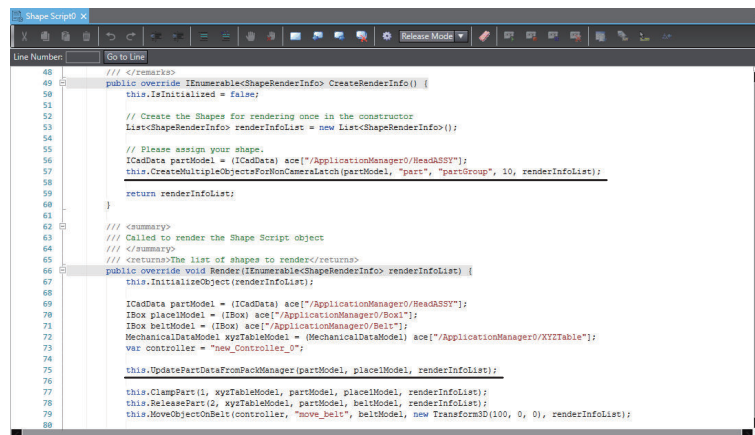 Shape Script0
Release Mode
Line Number: Go to Line
48 /// </remarks>
49 public override IEnumerable<ShapeRenderInfo> CreateRenderInfo() {
50 this.IsInitialized = false;
51
52 // Create the Shapes for rendering once in the constructor
53 List<ShapeRenderInfo> renderInfoList = new List<ShapeRenderInfo>();
54
55 // Please assign your shape.
56 ICadData partModel = (ICadData) ace["/ApplicationManager0/HeadASSY"];
57 this.CreateMultipleObjectsForNonCameraLatch(partModel, "part", "partGroup", 10, renderInfoList);
58
59 return renderInfoList;
60 }
61
62 /// <summary>
63 /// Called to render the Shape Script object
64 /// </summary>
65 /// <returns>The list of shapes to render</returns>
66 public override void Render(IEnumerable<ShapeRenderInfo> renderInfoList) {
67 this.InitializeObject(renderInfoList);
68
69 ICadData partModel = (ICadData) ace["/ApplicationManager0/HeadASSY"];
70 IBox place1Model = (IBox) ace["/ApplicationManager0/Box1"];
71 IBox beltModel = (IBox) ace["/ApplicationManager0/Belt"];
72 MechanicalDataModel xyzTableModel = (MechanicalDataModel) ace["/ApplicationManager0/XYZTable"];
73 var controller = "new_Controller_0";
74
75 this.UpdatePartDataFromPackManager(partModel, place1Model, renderInfoList);
76
77 this.ClampPart(1, xyzTableModel, partModel, place1Model, renderInfoList);
78 this.ReleasePart(2, xyzTableModel, partModel, beltModel, renderInfoList);
79 this.MoveObjectOnBelt(controller, "move_belt", beltModel, new Transform3D(100, 0, 0), renderInfoList);
80